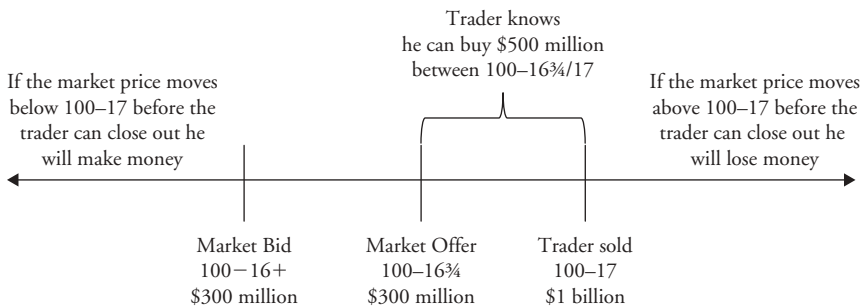 Trader knows
he can buy $500 million
between 100–16¾/17
If the market price moves
below 100–17 before the
trader can close out he
will make money
If the market price moves
above 100–17 before the
trader can close out he
will lose money
Market Bid
100−16+
$300 million
Market Offer
100–16¾
$300 million
Trader sold
100–17
$1 billion